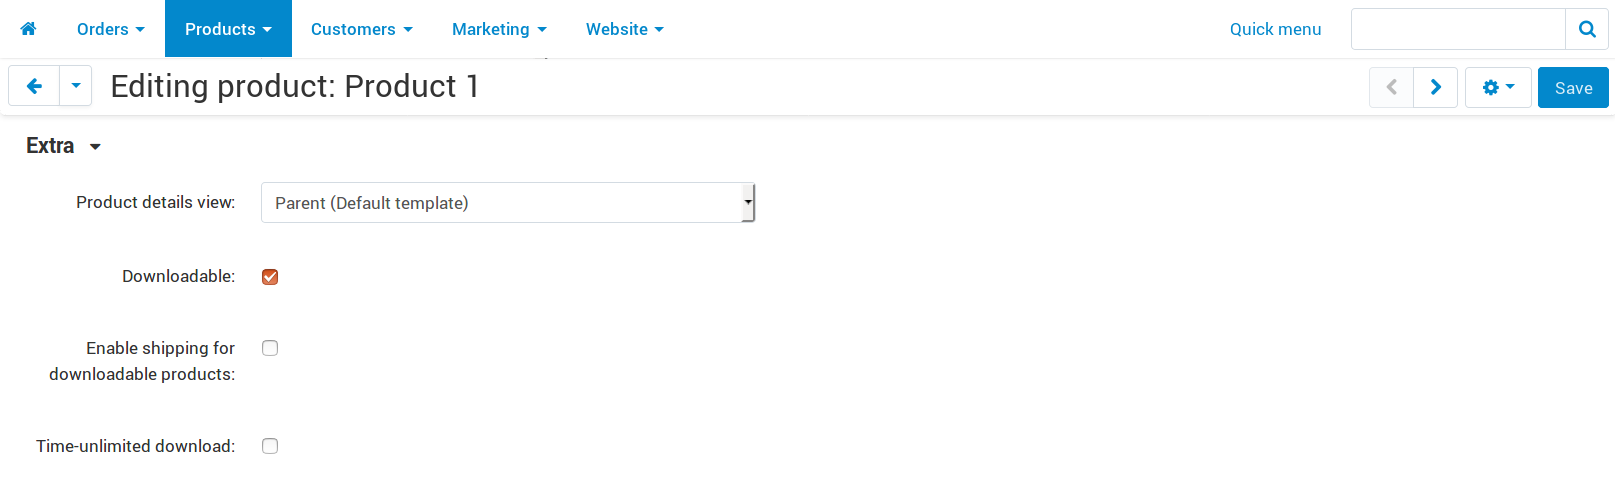 Orders Products Customers Marketing Website Quick menu
Editing product: Product 1 Save
Extra
Product details view: Parent (Default template)
Downloadable:
Enable shipping for
downloadable products:
Time-unlimited download: